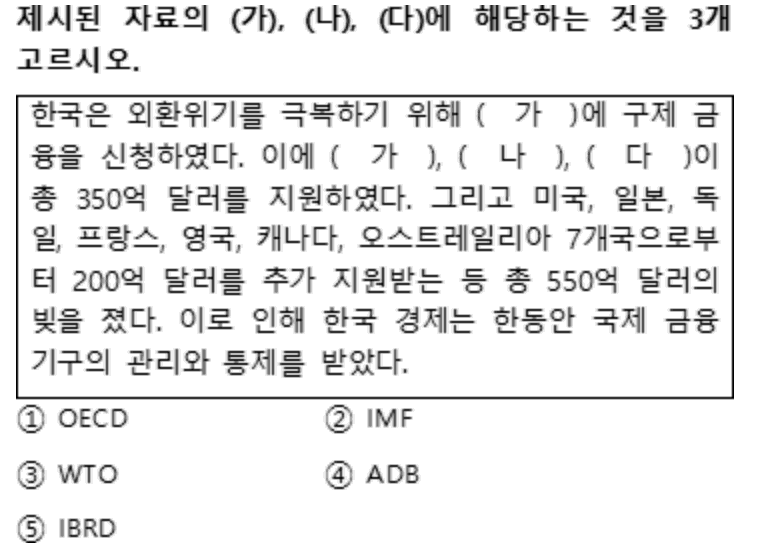 제시된 자료의 (가), (나), (다)에 해당하는 것을 3개
고르시오.
한국은 외환위기를 극복하기 위해 ( 가 )에 구제 금
융을 신청하였다. 이에 ( 가 ), ( 나 ), ( 다 )이
총 350억 달러를 지원하였다. 그리고 미국, 일본, 독
일, 프랑스, 영국, 캐나다, 오스트레일리아 7개국으로부
터 200억 달러를 추가 지원받는 등 총 550억 달러의
빚을 졌다. 이로 인해 한국 경제는 한동안 국제 금융
기구의 관리와 통제를 받았다.
① OECD ② IMF
③ WTO ④ ADB
⑤ IBRD